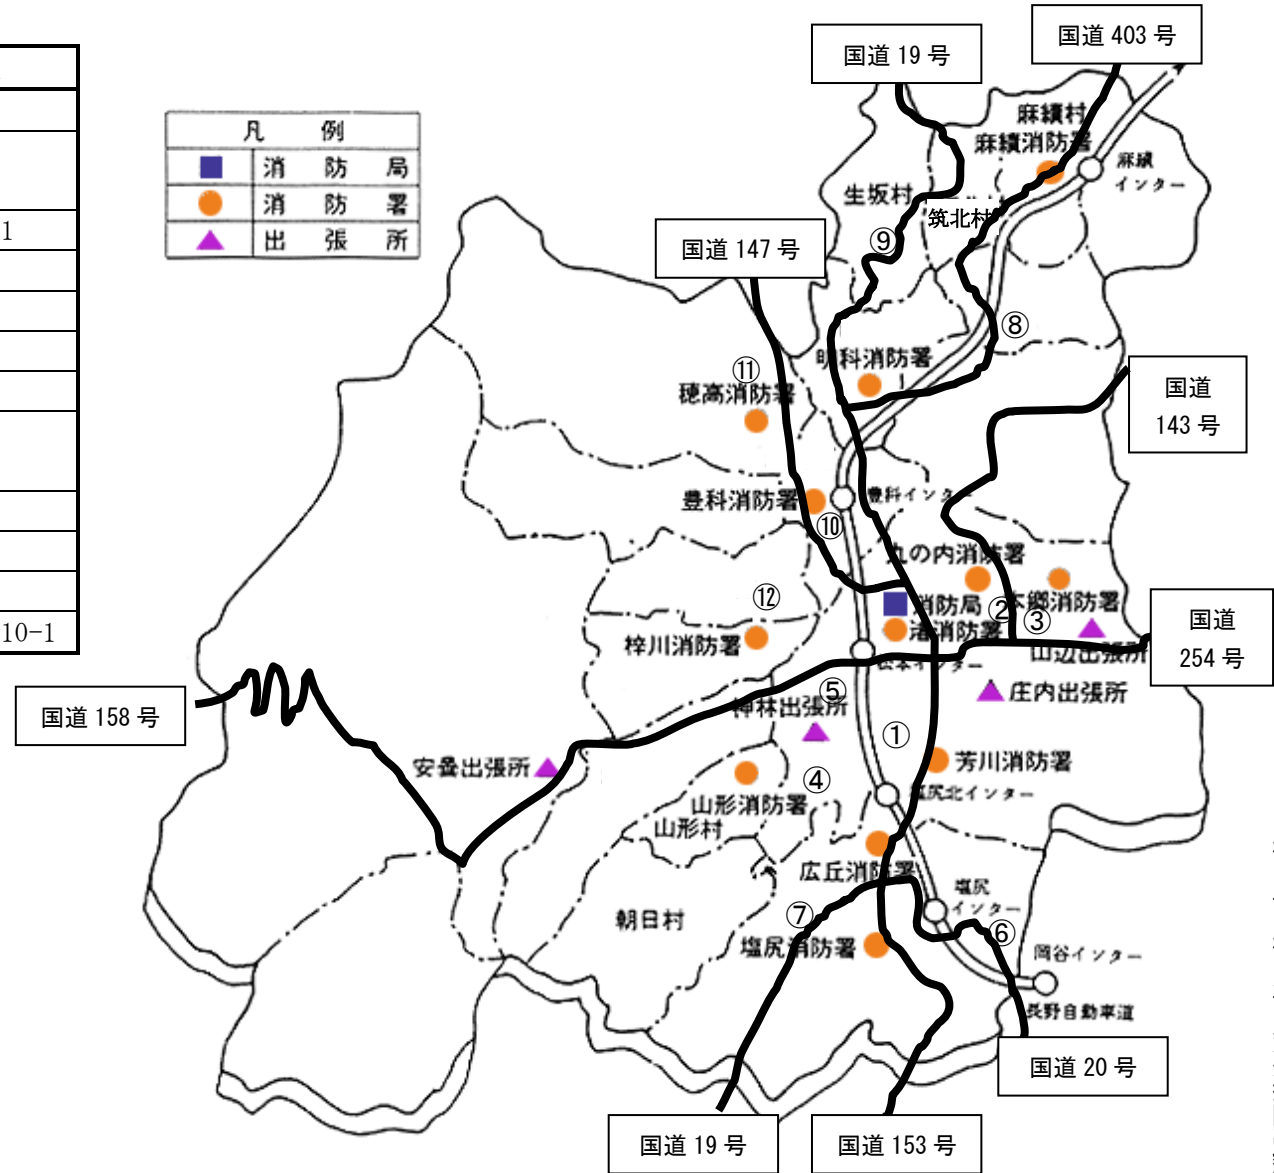 国道 403 号
国道 19 号
1
凡 例
消 防 局
消 防 署
出 張 所
麻績村
麻績消防署
麻績
インター
生坂村
筑北村
国道 147 号
⑨
⑧
明科消防署
⑪
穂高消防署
国道
143 号
豊科消防署
豊科インター
⑩
丸の内消防署
⑫
消防局
②
本郷消防署
③
渚消防署
梓川消防署
山辺出張所
松本インター
国道
254 号
10-1
国道 158 号
⑤
神林出張所
庄内出張所
①
安曇出張所
芳川消防署
④
塩尻北インター
山形消防署
山形村
広丘消防署
塩尻
インター
朝日村
⑦
⑥
塩尻消防署
岡谷インター
長野自動車道
国道 20 号
国道 19 号
国道 153 号